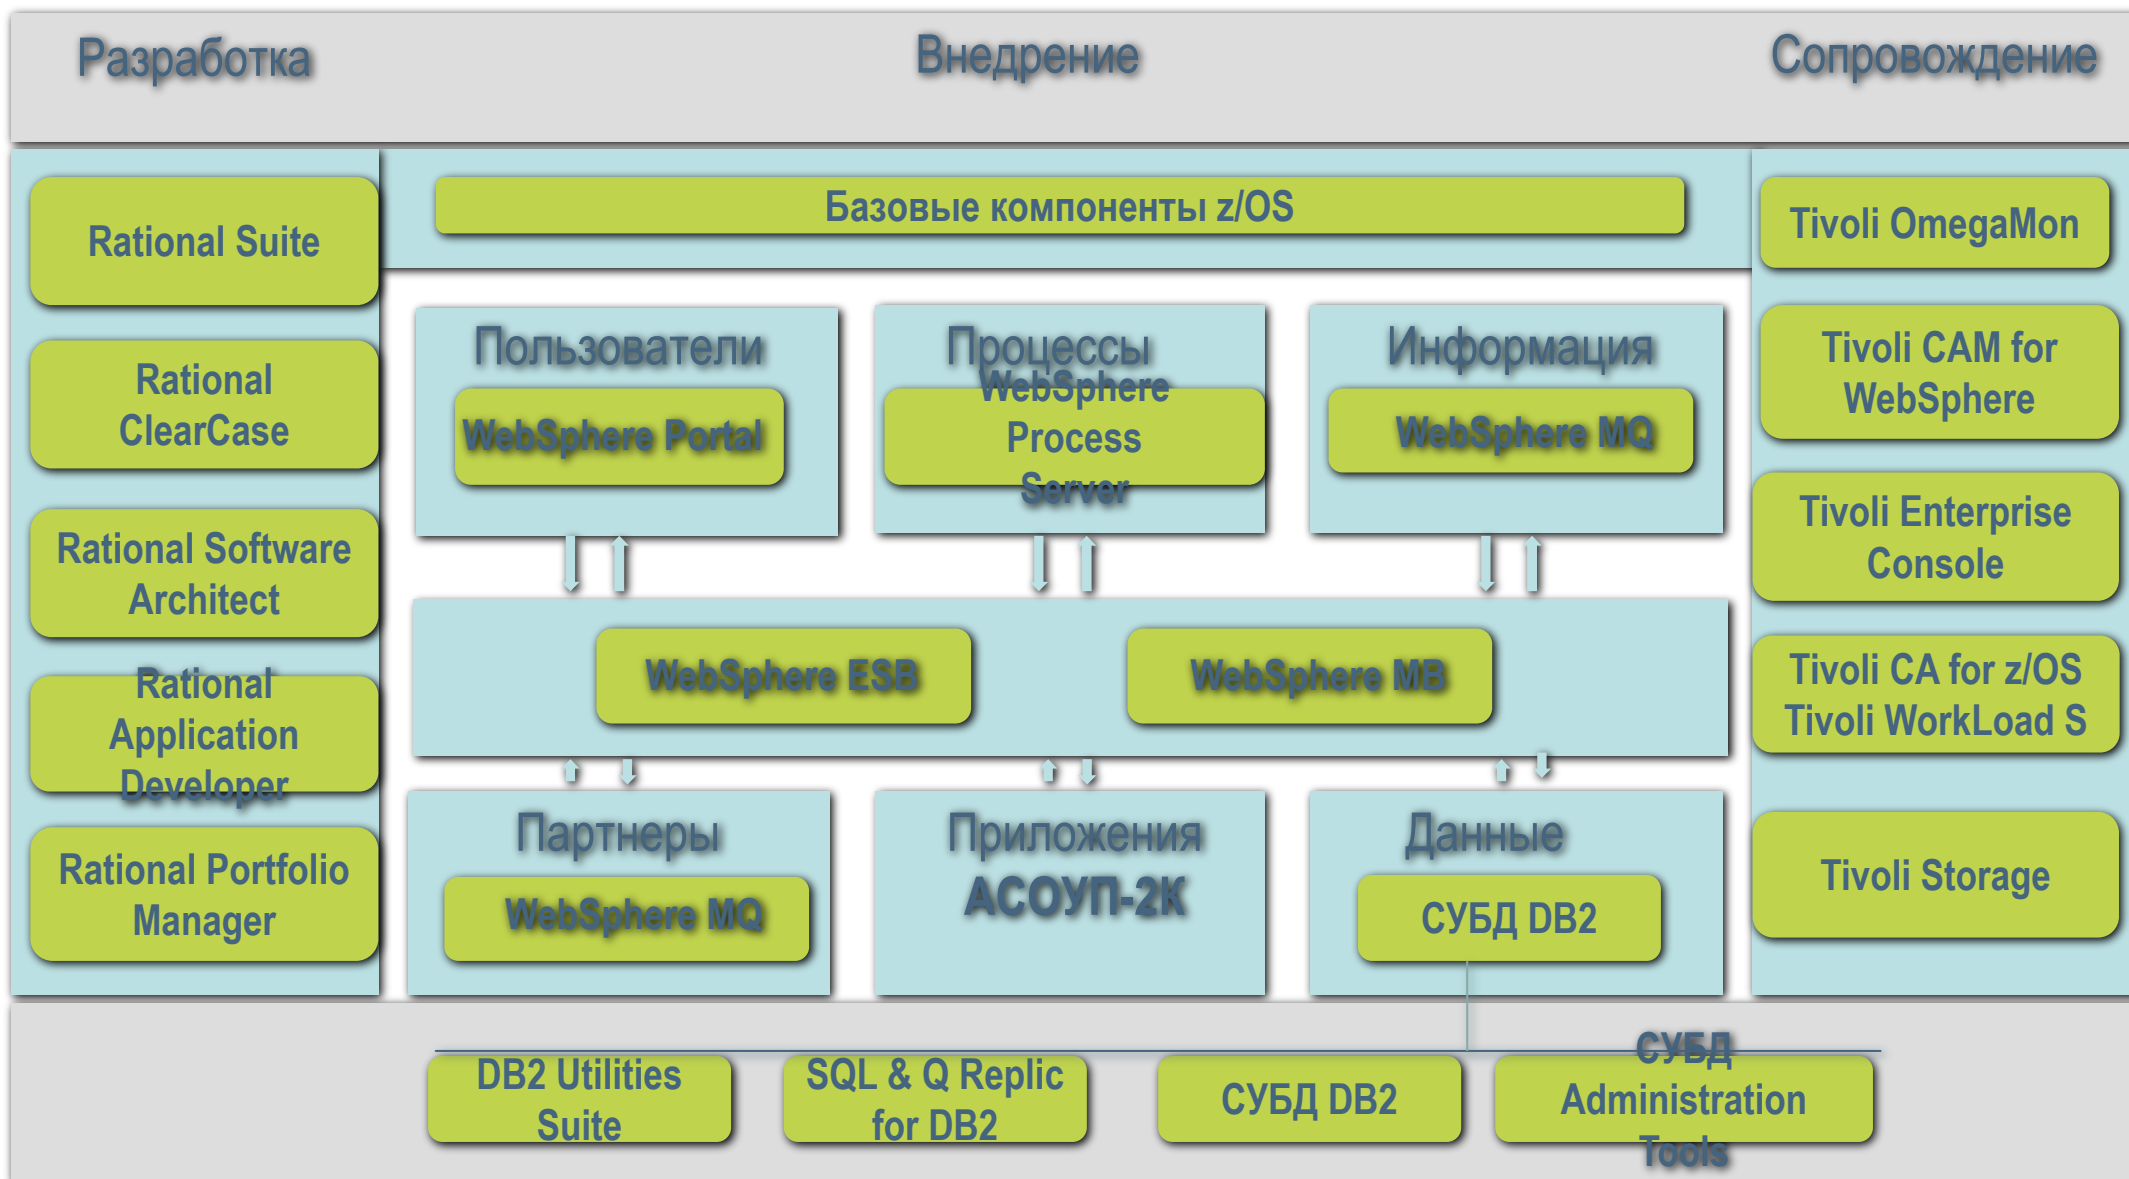 Разработка
Внедрение
Сопровождение
Rational Suite
Rational
ClearCase
Rational Software
Architect
Rational
Application
Developer
Rational Portfolio
Manager
Базовые компоненты z/OS
Пользователи
WebSphere Portal
Процессы
WebSphere
Process
Server
Информация
WebSphere MQ
WebSphere ESB
WebSphere MB
Партнеры
WebSphere MQ
Приложения
АСОУП-2К
Данные
СУБД DB2
Tivoli OmegaMon
Tivoli CAM for
WebSphere
Tivoli Enterprise
Console
Tivoli CA for z/OS
Tivoli WorkLoad S
Tivoli Storage
DB2 Utilities
Suite
SQL & Q Replic
for DB2
СУБД DB2
СУБД
Administration
Tools